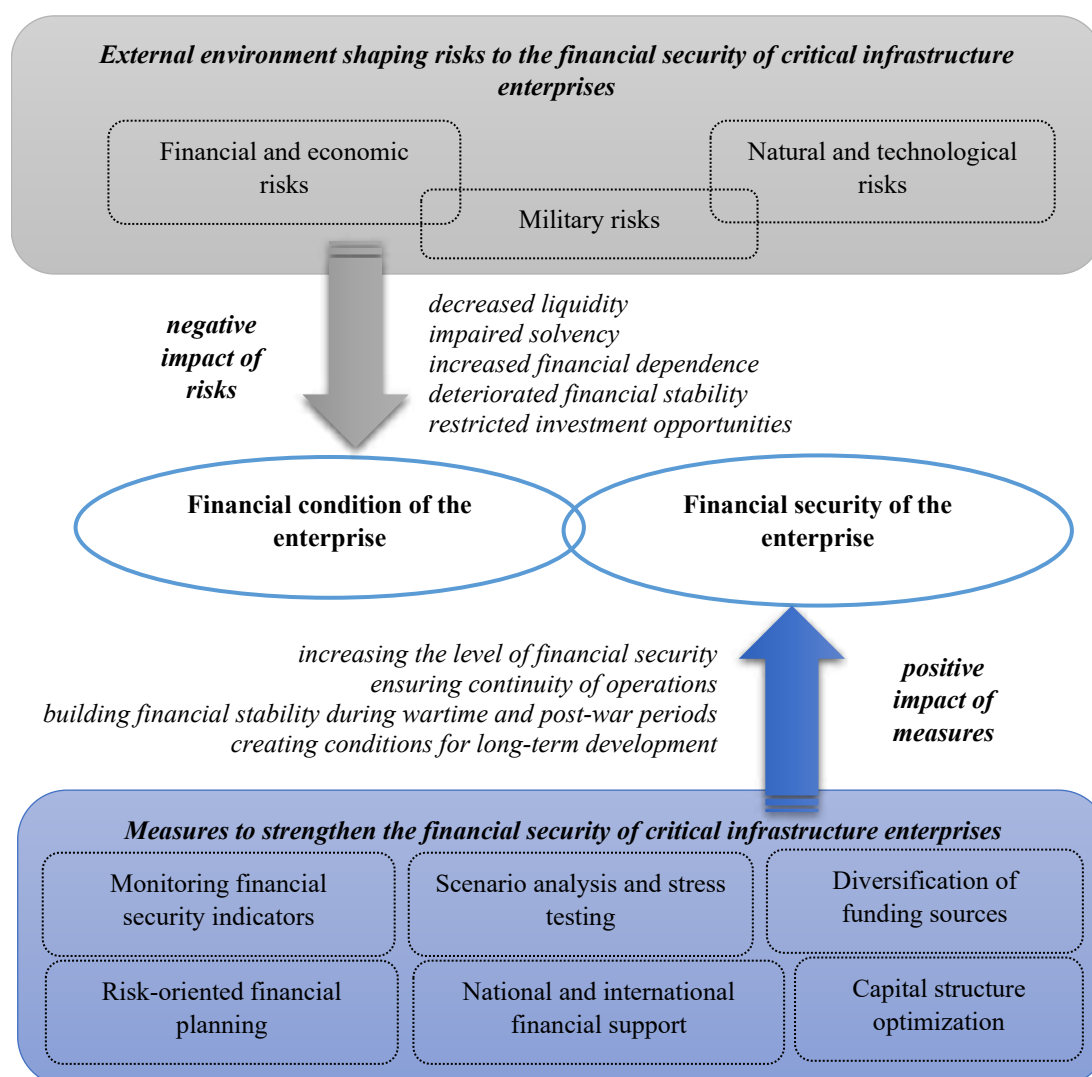 External environment shaping risks to the financial security of critical infrastructure
enterprises
Financial and economic
risks
Natural and technological
risks
Military risks
negative
impact of
risks
decreased liquidity
impaired solvency
increased financial dependence
deteriorated financial stability
restricted investment opportunities
Financial condition of the
enterprise
Financial security of the
enterprise
increasing the level of financial security
ensuring continuity of operations
building financial stability during wartime and post-war periods
creating conditions for long-term development
positive
impact of
measures
Measures to strengthen the financial security of critical infrastructure enterprises
Monitoring financial
security indicators
Scenario analysis and stress
testing
Diversification of
funding sources
Risk-oriented financial
planning
National and international
financial support
Capital structure
optimization